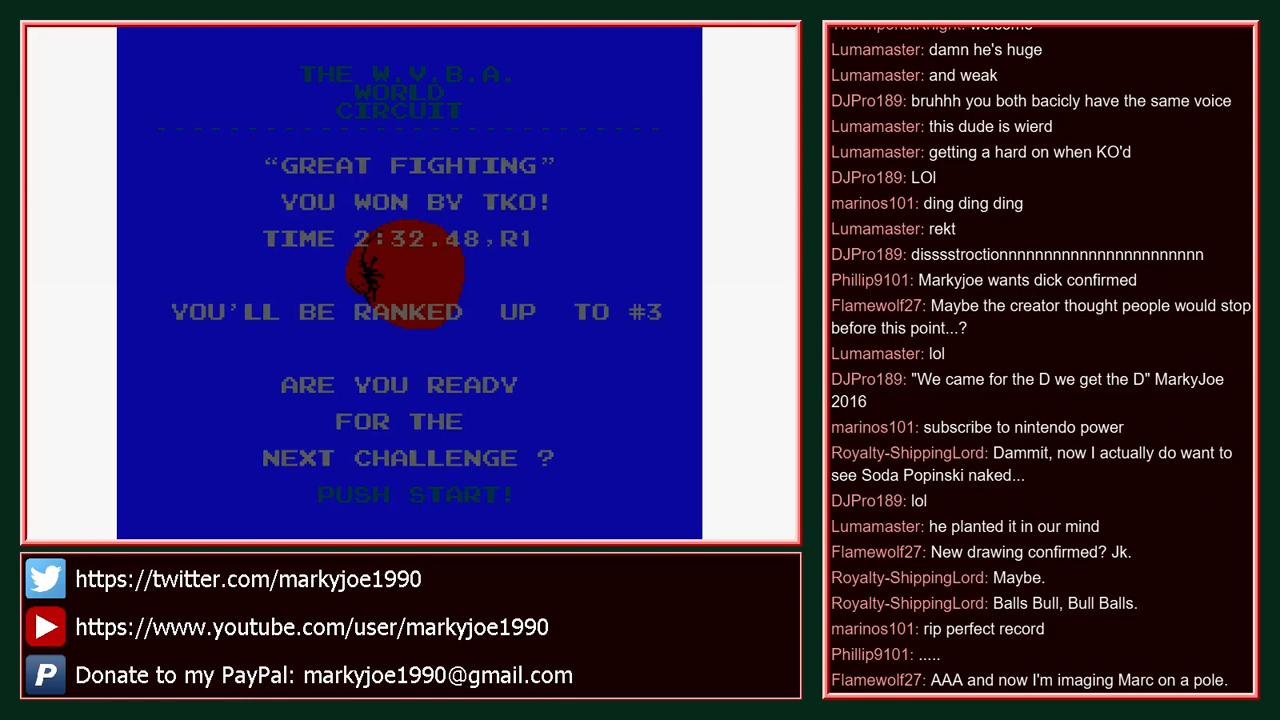 THE W.V.B.A.
WORLD
CIRCUIT
“GREAT FIGHTING”
YOU WON BY TKO!
TIME 2:32.48,R1
YOU'LL BE RANKED UP TO #3
ARE YOU READY
FOR THE
NEXT CHALLENGE ?
PUSH START!
https://twitter.com/markyjoe1990
https://www.youtube.com/user/markyjoe1990
Donate to my PayPal: markyjoe1990@gmail.com
Lumamaster: damn he's huge
Lumamaster: and weak
DJPro189: bruhhh you both bacicly have the same voice
Lumamaster: this dude is wierd
Lumamaster: getting a hard on when KO'd
DJPro189: LOl
marinos101: ding ding ding
Lumamaster: rekt
DJPro189: disssstroctionnnnnnnnnnnnnnnnnnnnnnn
Phillip9101: Markyjoe wants dick confirmed
Flamewolf27: Maybe the creator thought people would stop
before this point...?
Lumamaster: lol
DJPro189: "We came for the D we get the D" MarkyJoe
2016
marinos101: subscribe to nintendo power
Royalty-ShippingLord: Dammit, now I actually do want to
see Soda Popinski naked...
DJPro189: lol
Lumamaster: he planted it in our mind
Flamewolf27: New drawing confirmed? Jk.
Royalty-ShippingLord: Maybe.
Royalty-ShippingLord: Balls Bull, Bull Balls.
marinos101: rip perfect record
Phillip9101: .....
Flamewolf27: AAA and now I'm imaging Marc on a pole.